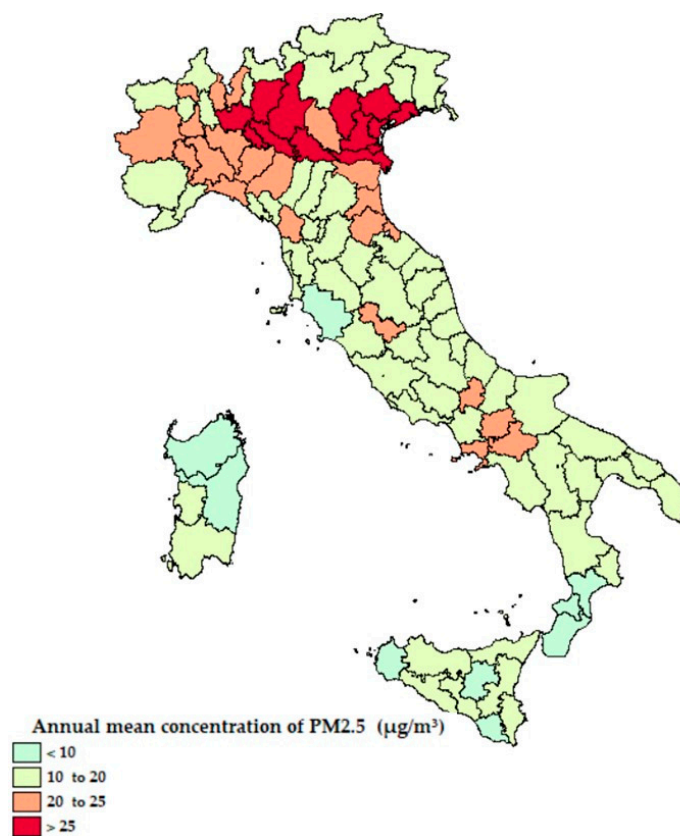 Annual mean concentration of PM2.5 (µg/m³)
< 10
10 to 20
20 to 25
> 25